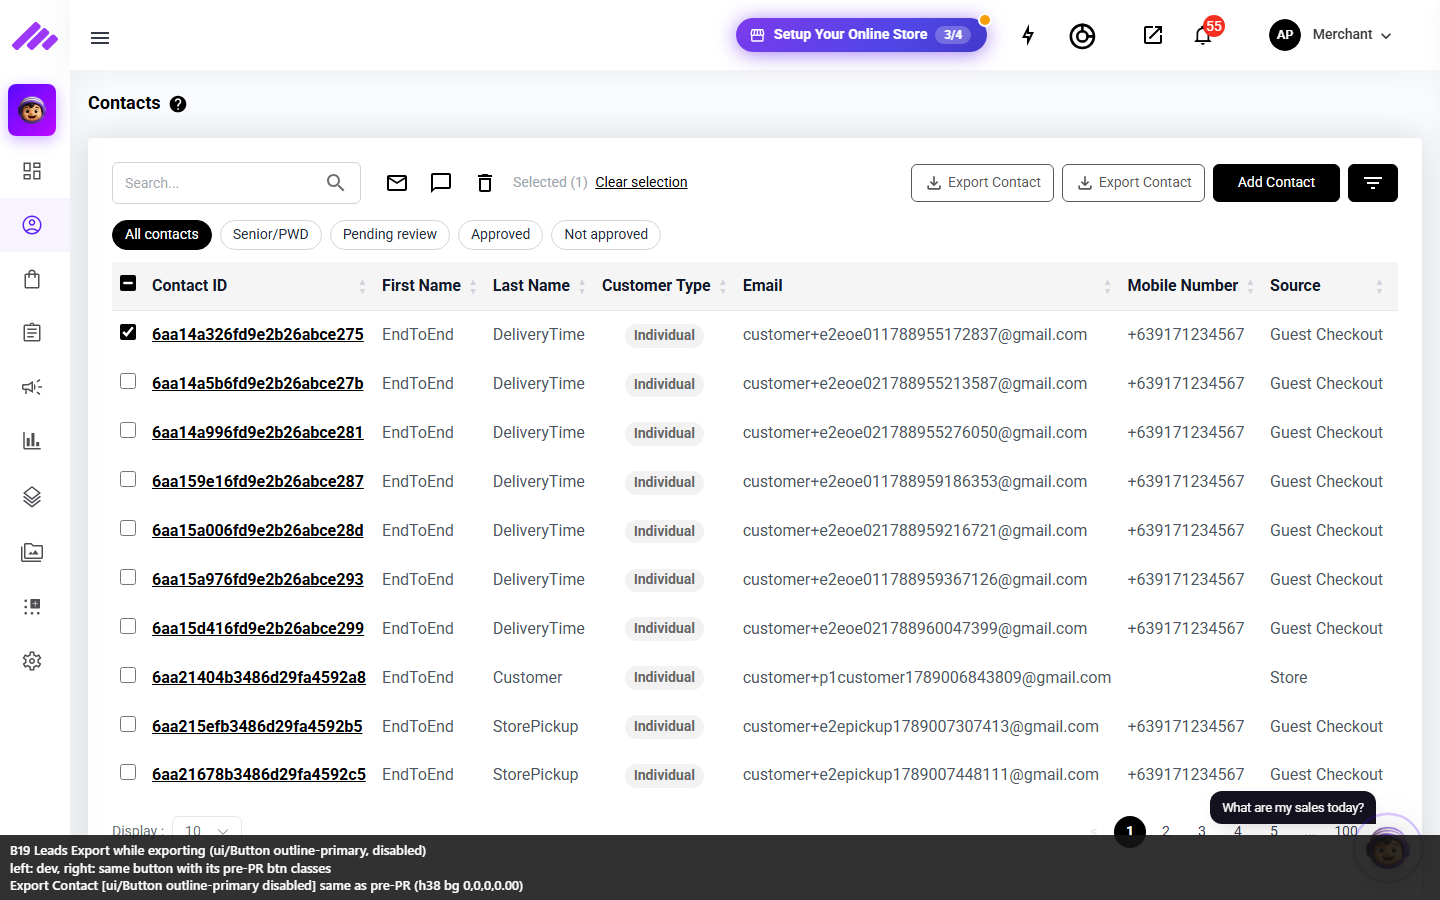 Setup Your Online Store 3/4
55
AP Merchant
Contacts ?
Search...
Selected (1) Clear selection
Export Contact Export Contact Add Contact
All contacts Senior/PWD Pending review Approved Not approved
Contact ID First Name Last Name Customer Type Email Mobile Number Source
6aa14a326fd9e2b26abce275 EndToEnd DeliveryTime Individual customer+e2eoe011788955172837@gmail.com +639171234567 Guest Checkout
6aa14a5b6fd9e2b26abce27b EndToEnd DeliveryTime Individual customer+e2eoe021788955213587@gmail.com +639171234567 Guest Checkout
6aa14a996fd9e2b26abce281 EndToEnd DeliveryTime Individual customer+e2eoe021788955276050@gmail.com +639171234567 Guest Checkout
6aa159e16fd9e2b26abce287 EndToEnd DeliveryTime Individual customer+e2eoe011788959186353@gmail.com +639171234567 Guest Checkout
6aa15a006fd9e2b26abce28d EndToEnd DeliveryTime Individual customer+e2eoe021788959216721@gmail.com +639171234567 Guest Checkout
6aa15a976fd9e2b26abce293 EndToEnd DeliveryTime Individual customer+e2eoe011788959367126@gmail.com +639171234567 Guest Checkout
6aa15d416fd9e2b26abce299 EndToEnd DeliveryTime Individual customer+e2eoe021788960047399@gmail.com +639171234567 Guest Checkout
6aa21404b3486d29fa4592a8 EndToEnd Customer Individual customer+p1customer1789006843809@gmail.com Store
6aa215efb3486d29fa4592b5 EndToEnd StorePickup Individual customer+e2epickup1789007307413@gmail.com +639171234567 Guest Checkout
6aa21678b3486d29fa4592c5 EndToEnd StorePickup Individual customer+e2epickup1789007448111@gmail.com +639171234567 Guest Checkout
What are my sales today?
Display : 10 < 1 2 3 4 5 ... 100
B19 Leads Export while exporting (ui/Button outline-primary, disabled)
left: dev, right: same button with its pre-PR btn classes
Export Contact [ui/Button outline-primary disabled] same as pre-PR (h38 bg 0,0,0,0.00)